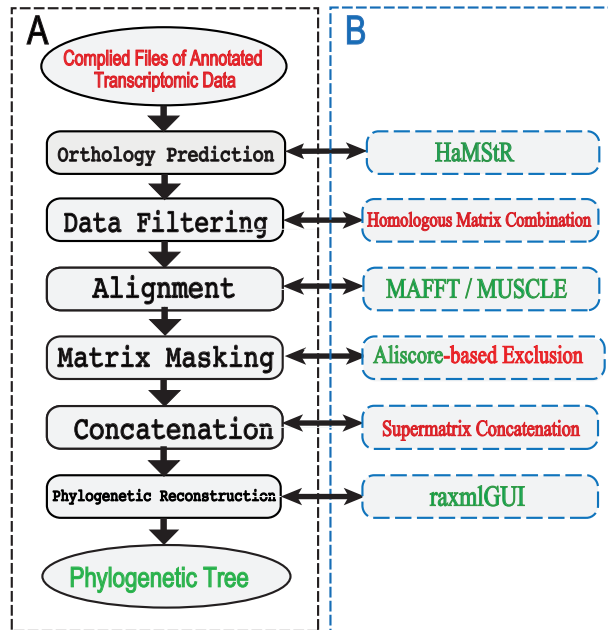 A
B
Complied Files of Annotated
Transcriptomic Data
Orthology Prediction
HaMStR
Data Filtering
Homologous Matrix Combination
Alignment
MAFFT / MUSCLE
Matrix Masking
Aliscore-based Exclusion
Concatenation
Supermatrix Concatenation
Phylogenetic Reconstruction
raxmlGUI
Phylogenetic Tree